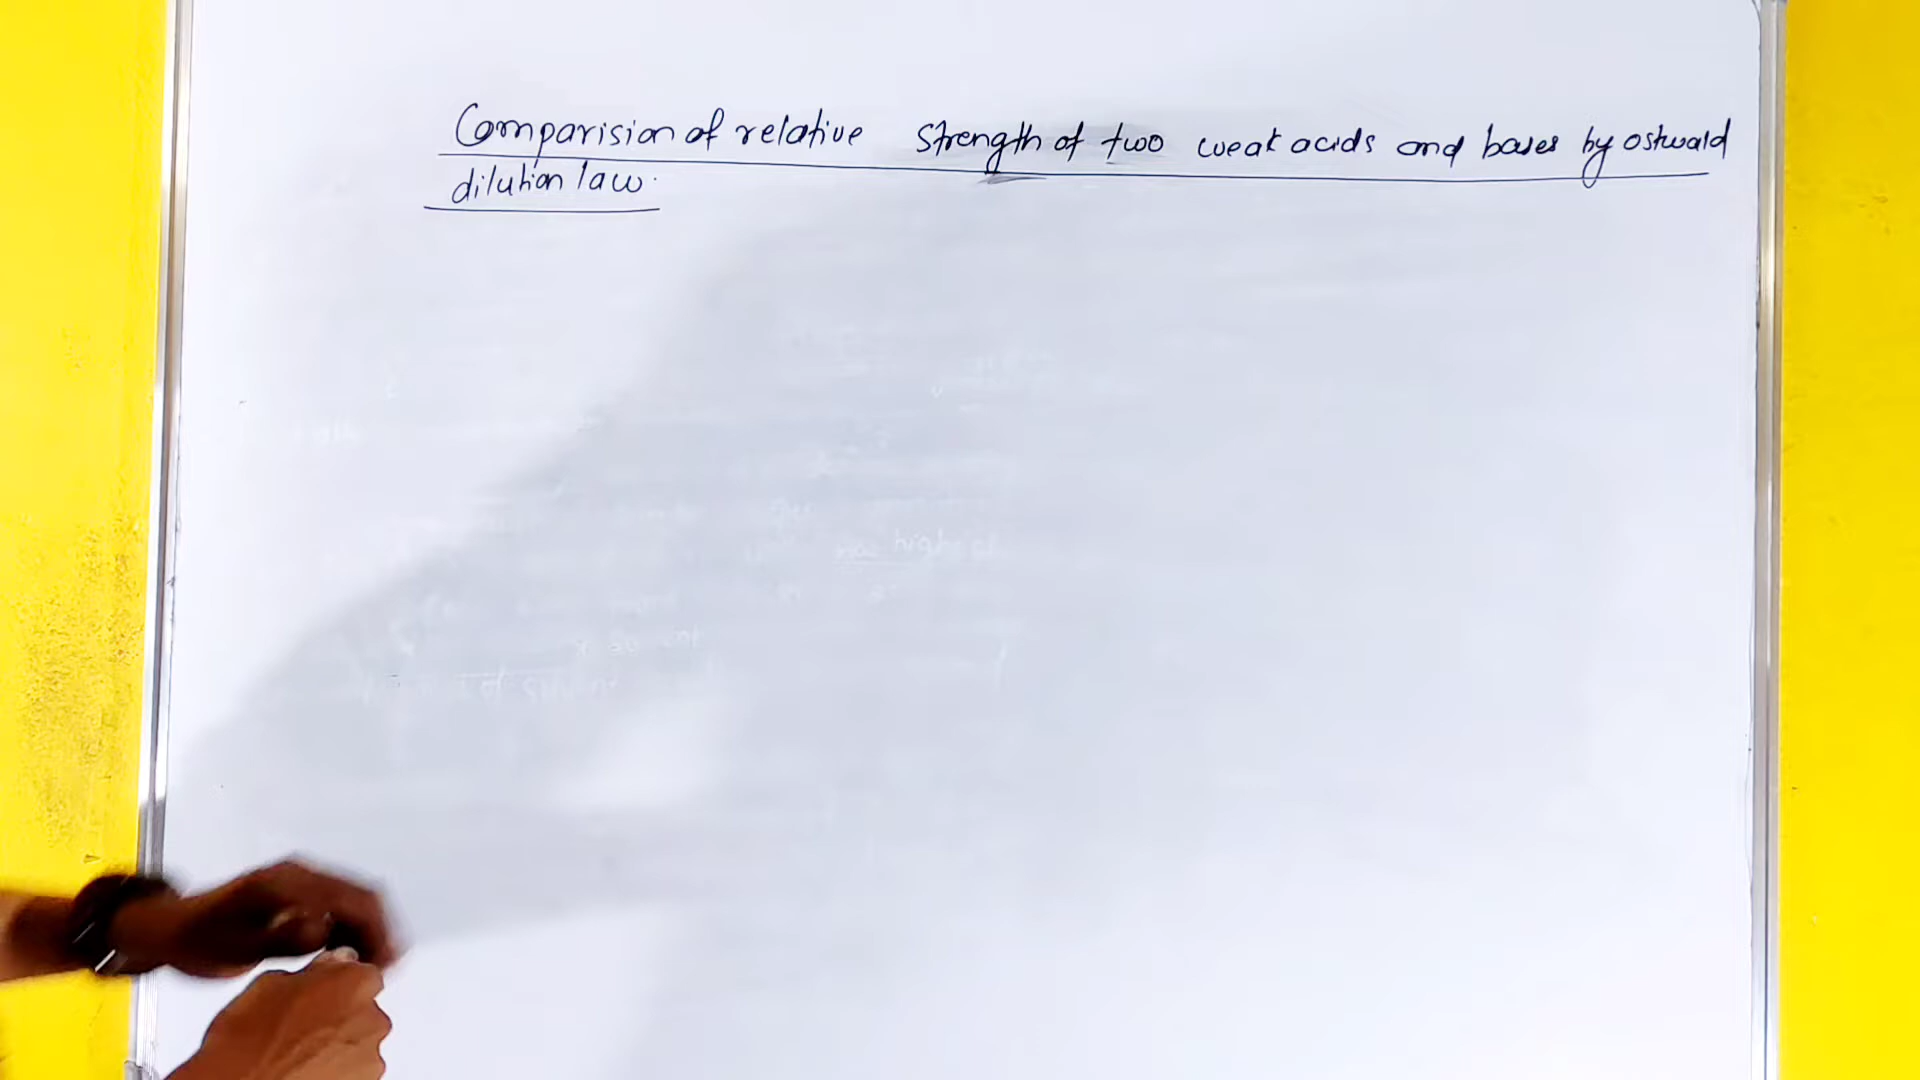 Comparision of relative Strength of two weak acids and bases by ostwald
dilution law.